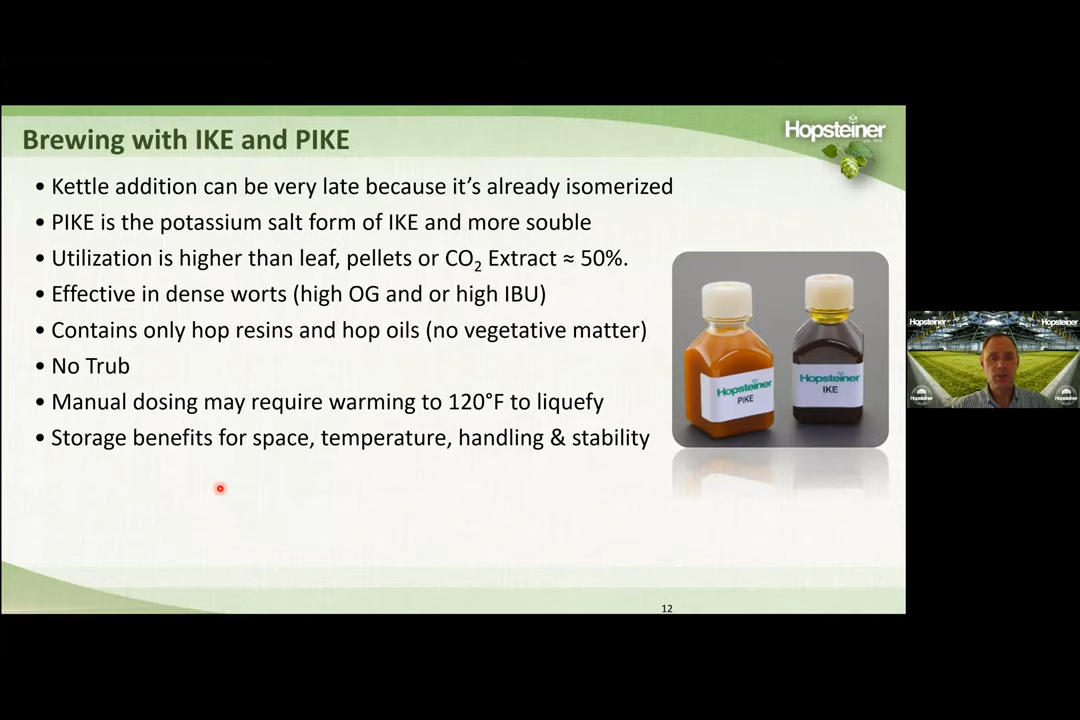 Brewing with IKE and PIKE
Hopsteiner
• Kettle addition can be very late because it's already isomerized
• PIKE is the potassium salt form of IKE and more souble
• Utilization is higher than leaf, pellets or CO₂ Extract ≈ 50%.
• Effective in dense worts (high OG and or high IBU)
• Contains only hop resins and hop oils (no vegetative matter)
• No Trub
• Manual dosing may require warming to 120°F to liquefy
• Storage benefits for space, temperature, handling & stability
Hopsteiner
PIKE
Hopsteiner
IKE
12
Hopsteiner
Hopsteiner